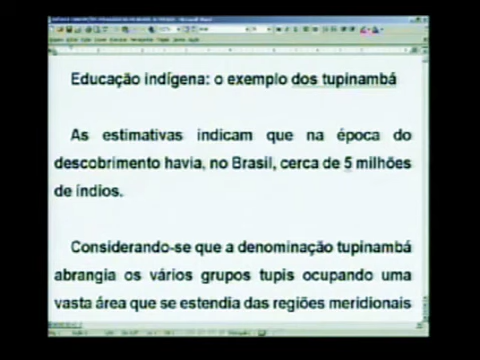 Educação indígena: o exemplo dos tupinambá
As estimativas indicam que na época do
descobrimento havia, no Brasil, cerca de 5 milhões
de índios.
Considerando-se que a denominação tupinambá
abrangia os vários grupos tupis ocupando uma
vasta área que se estendia das regiões meridionais